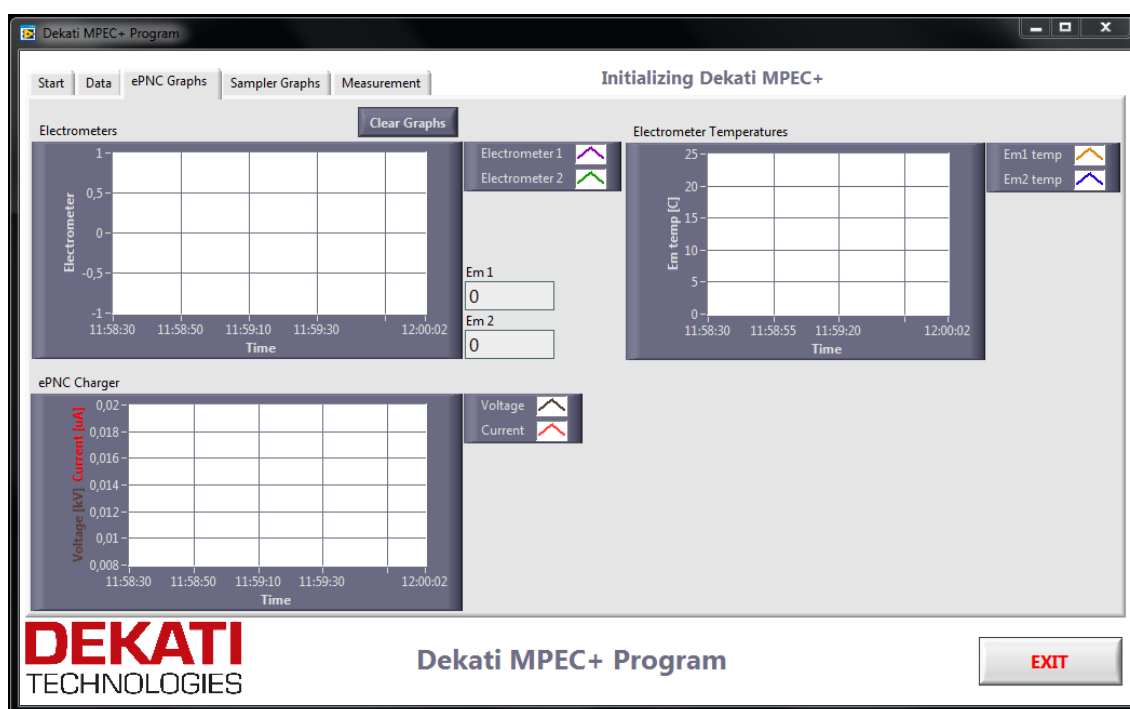 Dekati MPEC+ Program
Start Data ePNC Graphs Sampler Graphs Measurement
Initializing Dekati MPEC+
Electrometers
Clear Graphs
Electrometer
1
0,5
0
-0,5
-1
11:58:30 11:58:50 11:59:10 11:59:30 12:00:02
Time
Electrometer 1
Electrometer 2
Em 1
0
Em 2
0
Electrometer Temperatures
Em temp [C]
25
20
15
10
5
0
11:58:30 11:58:55 11:59:20 12:00:02
Time
Em1 temp
Em2 temp
ePNC Charger
Voltage [kV] Current [uA]
0,02
0,018
0,016
0,014
0,012
0,01
0,008
11:58:30 11:58:50 11:59:10 11:59:30 12:00:02
Time
Voltage
Current
DEKATI
TECHNOLOGIES
Dekati MPEC+ Program
EXIT